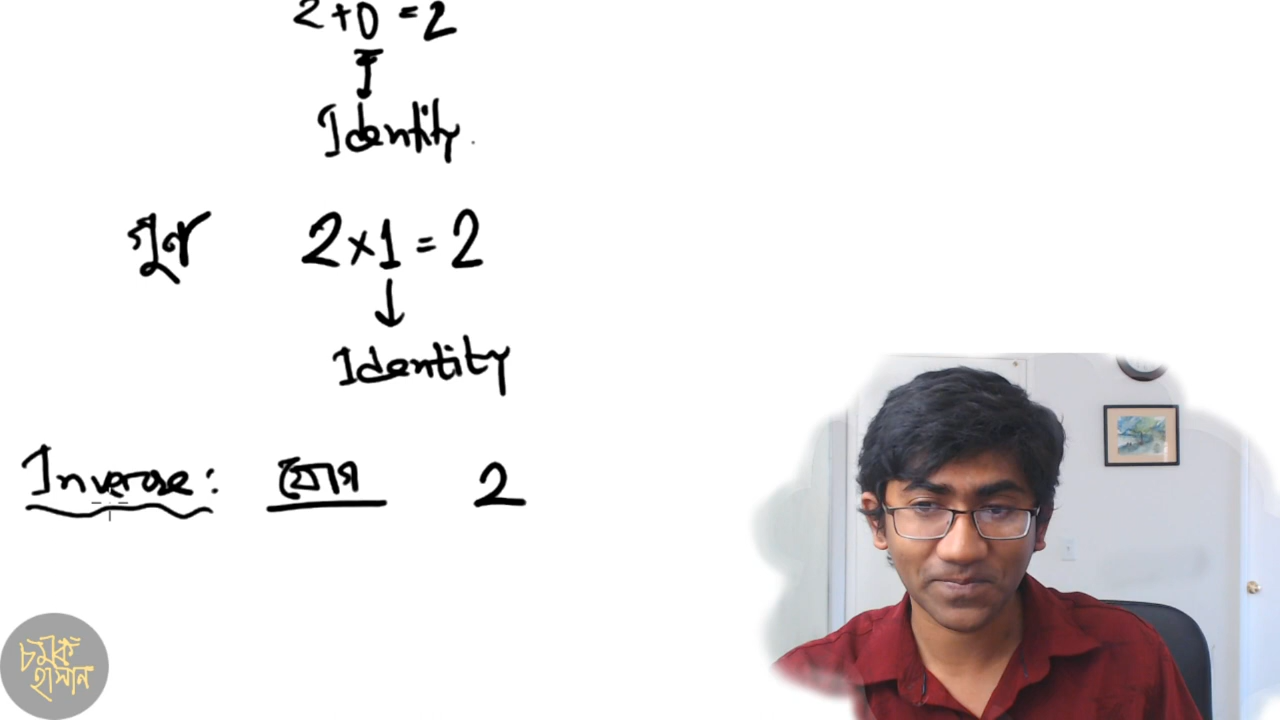 2+0 = 2
Identity
গুণ 2×1 = 2
Identity
Inverse: যোগ 2
চমক
হাসান